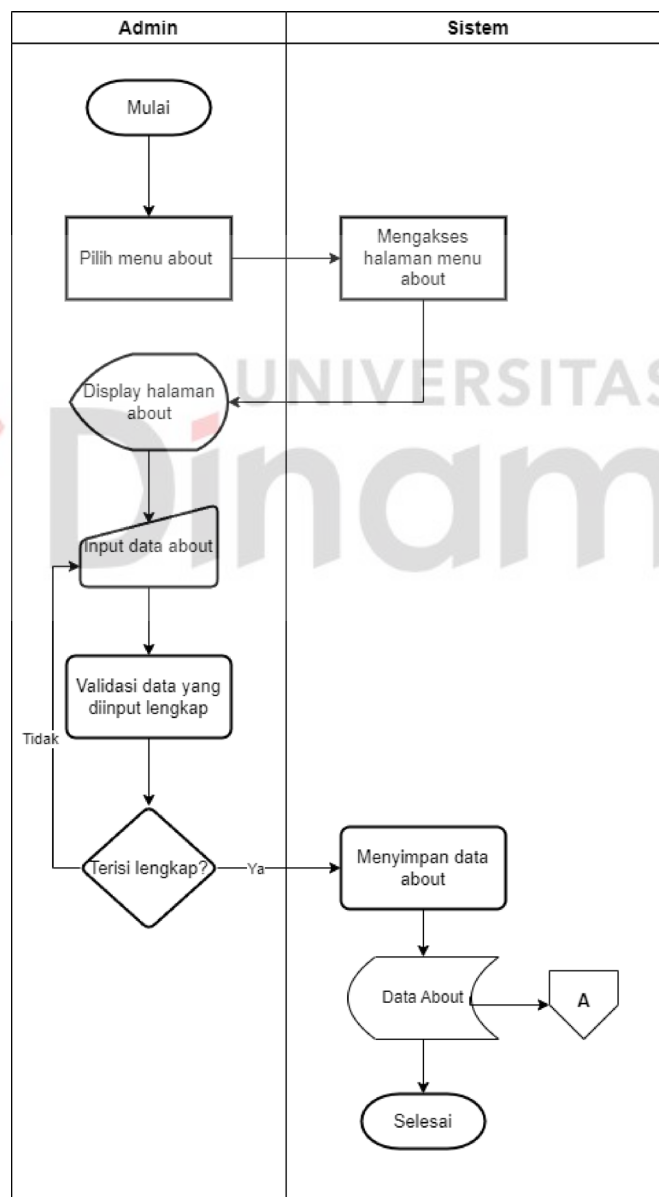 Admin
Sistem
Mulai
Pilih menu about
Mengakses
halaman menu
about
Display halaman
about
UNIVERSITAS
Dinam
Input data about
Validasi data yang
diinput lengkap
Tidak
Terisi lengkap?
Ya
Menyimpan data
about
Data About
A
Selesai